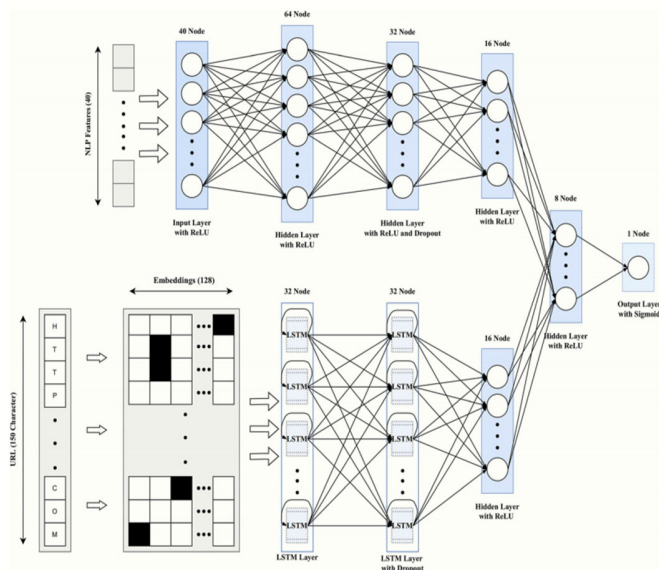 64 Node
40 Node
32 Node
16 Node
NLP Features (40)
Input Layer
with ReLU
Hidden Layer
with ReLU
Hidden Layer
with ReLU and Dropout
Hidden Layer
with ReLU
8 Node
1 Node
Output Layer
with Sigmoid
Hidden Layer
with ReLU
Embeddings (128)
32 Node
32 Node
16 Node
URL (150 Character)
H
T
T
P
C
O
M
LSTM
LSTM
LSTM
LSTM
LSTM
LSTM
LSTM
LSTM
Hidden Layer
with ReLU
LSTM Layer
LSTM Layer
with Dropout